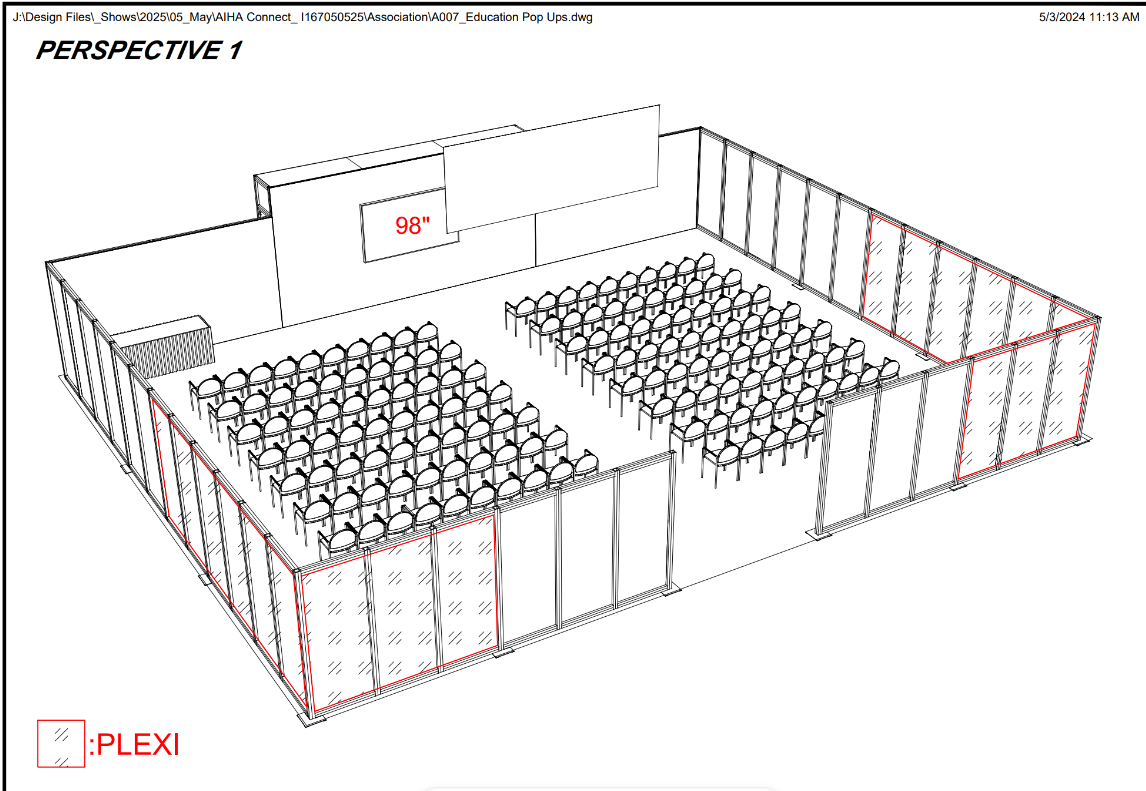 J:\Design Files\_Shows\2025\05_May\AIHA Connect_ I167050525\Association\A007_Education Pop Ups.dwg
5/3/2024 11:13 AM
PERSPECTIVE 1
98"
:PLEXI